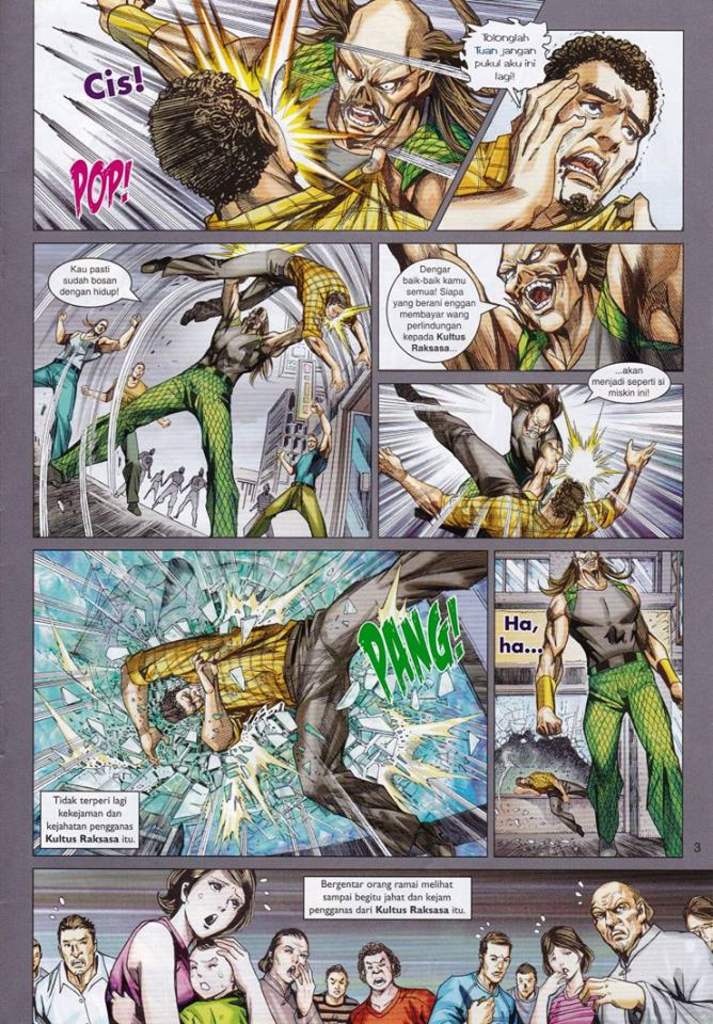 Cis!
POP!
Tolonglah
Tuan jangan
pukul aku ini
lagi!
Kau pasti
sudah bosan
dengan hidup!
Dengar
baik-baik kamu
semua! Siapa
yang berani enggan
membayar wang
perlindungan
kepada Kultus
Raksasa...
...akan
menjadi seperti si
miskin ini!
PANG!
Tidak terperi lagi
kekejaman dan
kejahatan pengganas
Kultus Raksasa itu.
Ha,
ha...
3
Bergentar orang ramai melihat
sampai begitu jahat dan kejam
pengganas dari Kultus Raksasa itu.